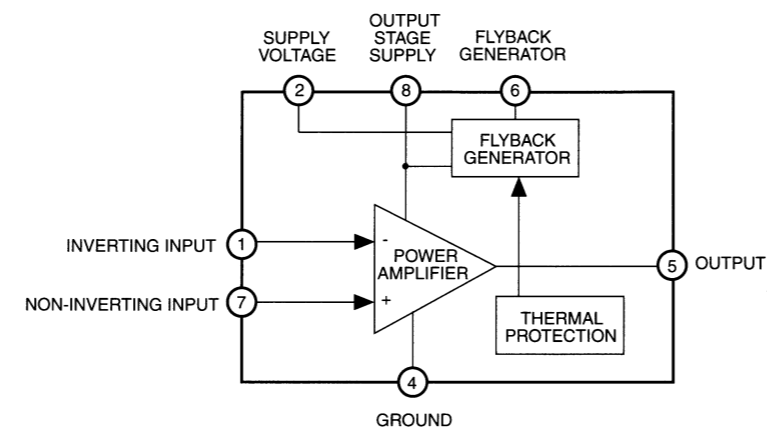 SUPPLY
VOLTAGE
OUTPUT
STAGE
SUPPLY
FLYBACK
GENERATOR
2
8
6
FLYBACK
GENERATOR
INVERTING INPUT
1
-
POWER
AMPLIFIER
5
OUTPUT
NON-INVERTING INPUT
7
+
THERMAL
PROTECTION
4
GROUND